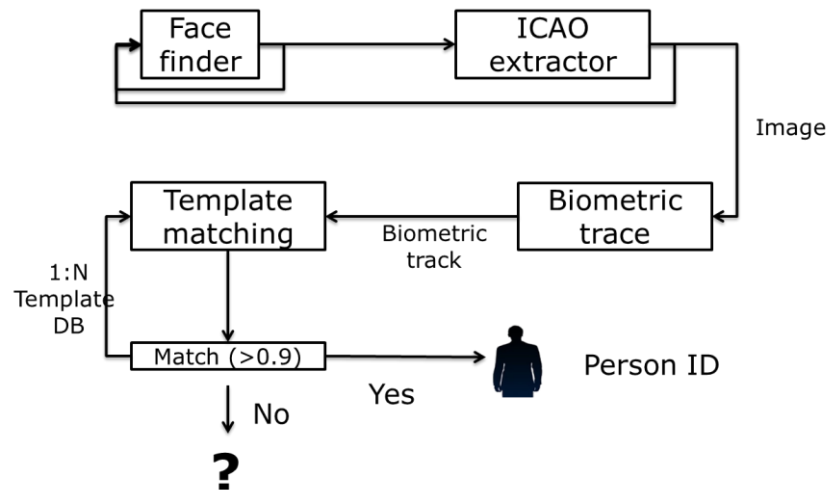 Face
finder
ICAO
extractor
Image
Template
matching
Biometric
track
Biometric
trace
1:N
Template
DB
Match (>0.9)
Yes
Person ID
No
?